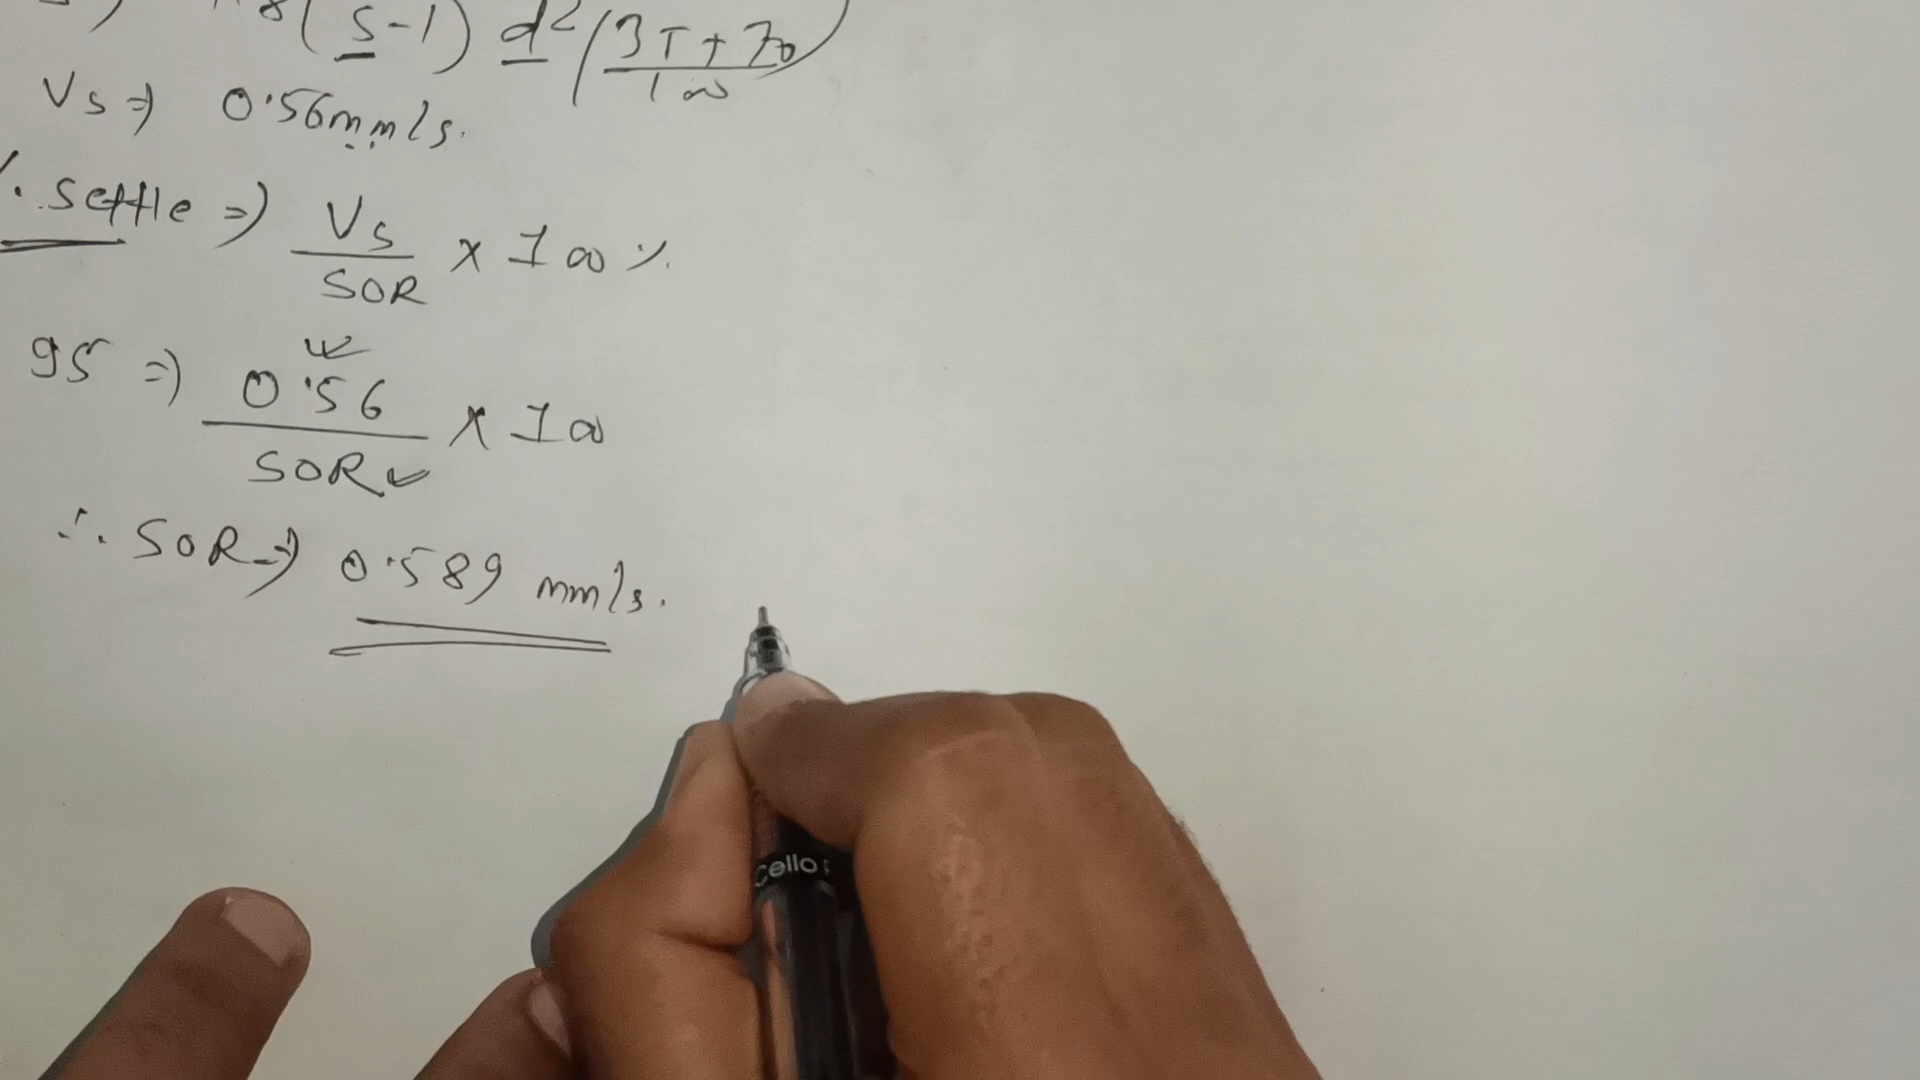 8(s-1) d²(3T+70/100)
Vs ⇒ 0.56mm/s.
%. settle ⇒ Vs/SOR × 100%
95 ⇒ 0.56/SOR × 100
∴ SOR ⇒ 0.589 mm/s.
cello